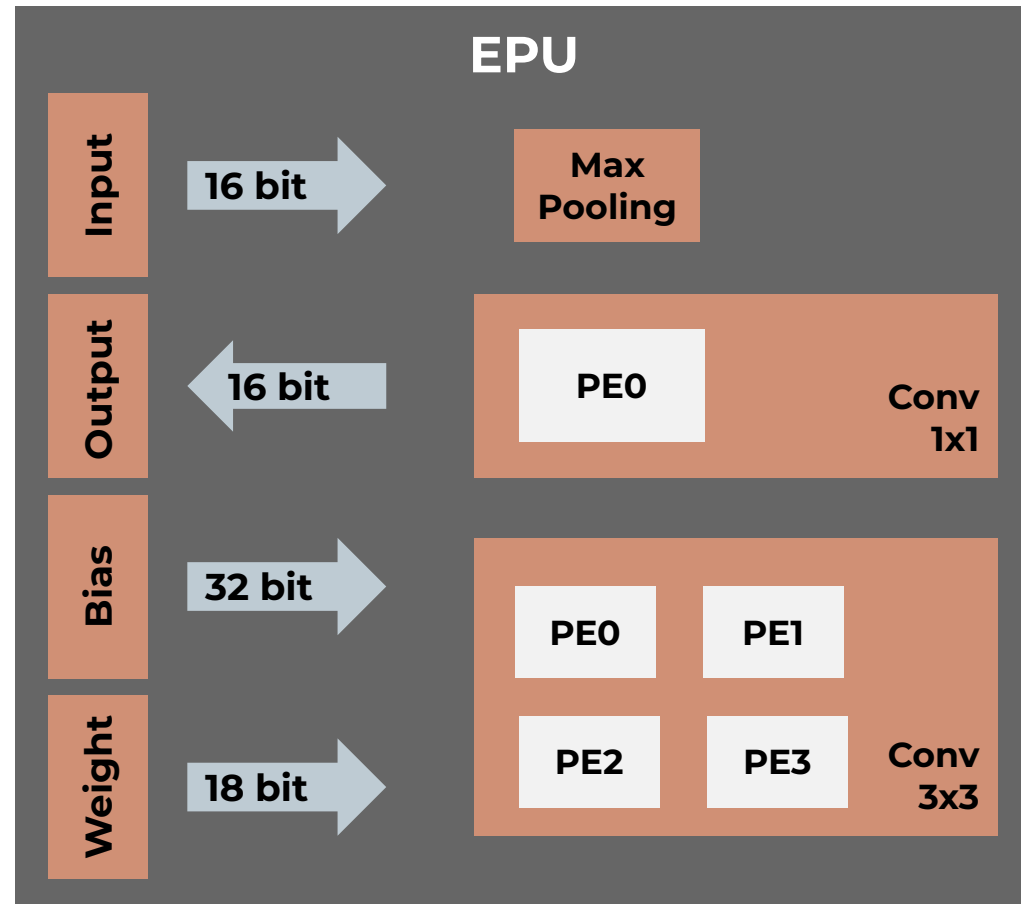 EPU
Input
16 bit
Max
Pooling
Output
16 bit
PE0
Conv
1x1
Bias
32 bit
PE0
PE1
Weight
18 bit
PE2
PE3
Conv
3x3